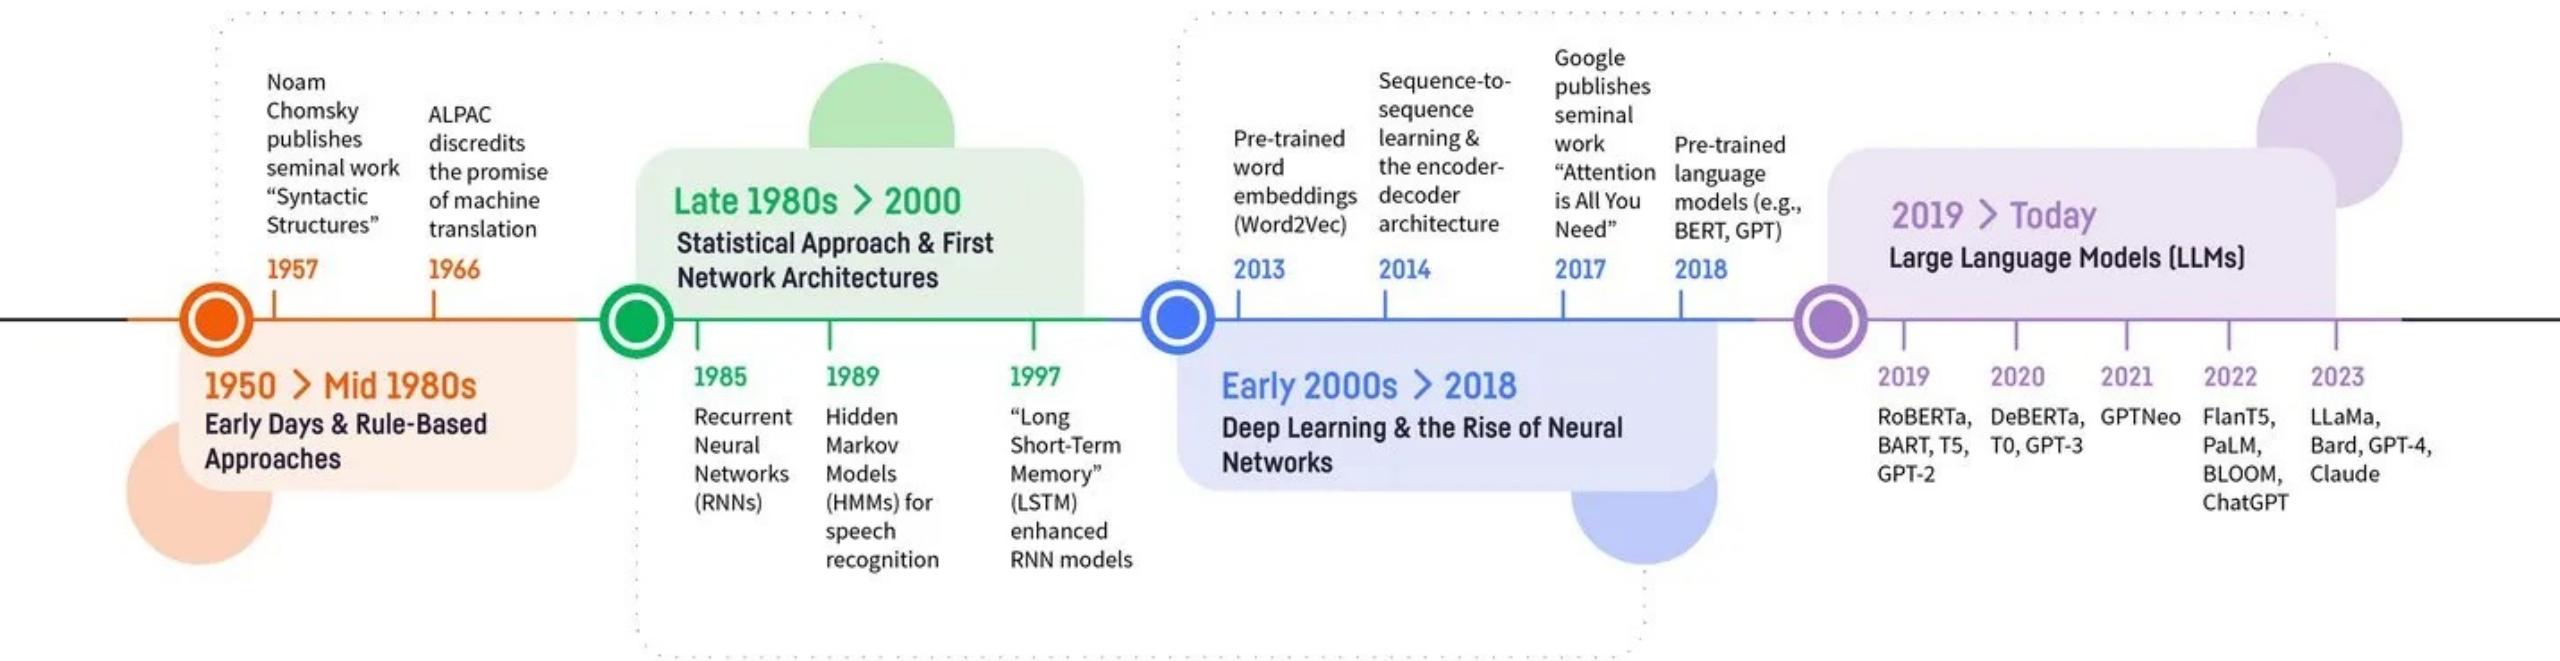 Noam
Chomsky
publishes
seminal work
“Syntactic
Structures”
1957
ALPAC
discredits
the promise
of machine
translation
1966
1950 > Mid 1980s
Early Days & Rule-Based
Approaches
Late 1980s > 2000
Statistical Approach & First
Network Architectures
1985
Recurrent
Neural
Networks
(RNNs)
1989
Hidden
Markov
Models
(HMMs) for
speech
recognition
1997
“Long
Short-Term
Memory”
(LSTM)
enhanced
RNN models
Pre-trained
word
embeddings
(Word2Vec)
2013
Sequence-to-
sequence
learning &
the encoder-
decoder
architecture
2014
Google
publishes
seminal
work
“Attention
is All You
Need”
2017
Pre-trained
language
models (e.g.,
BERT, GPT)
2018
Early 2000s > 2018
Deep Learning & the Rise of Neural
Networks
2019 > Today
Large Language Models (LLMs)
2019
RoBERTa,
BART, T5,
GPT-2
2020
DeBERTa,
T0, GPT-3
2021
GPTNeo
2022
FlanT5,
PaLM,
BLOOM,
ChatGPT
2023
LLaMa,
Bard, GPT-4,
Claude